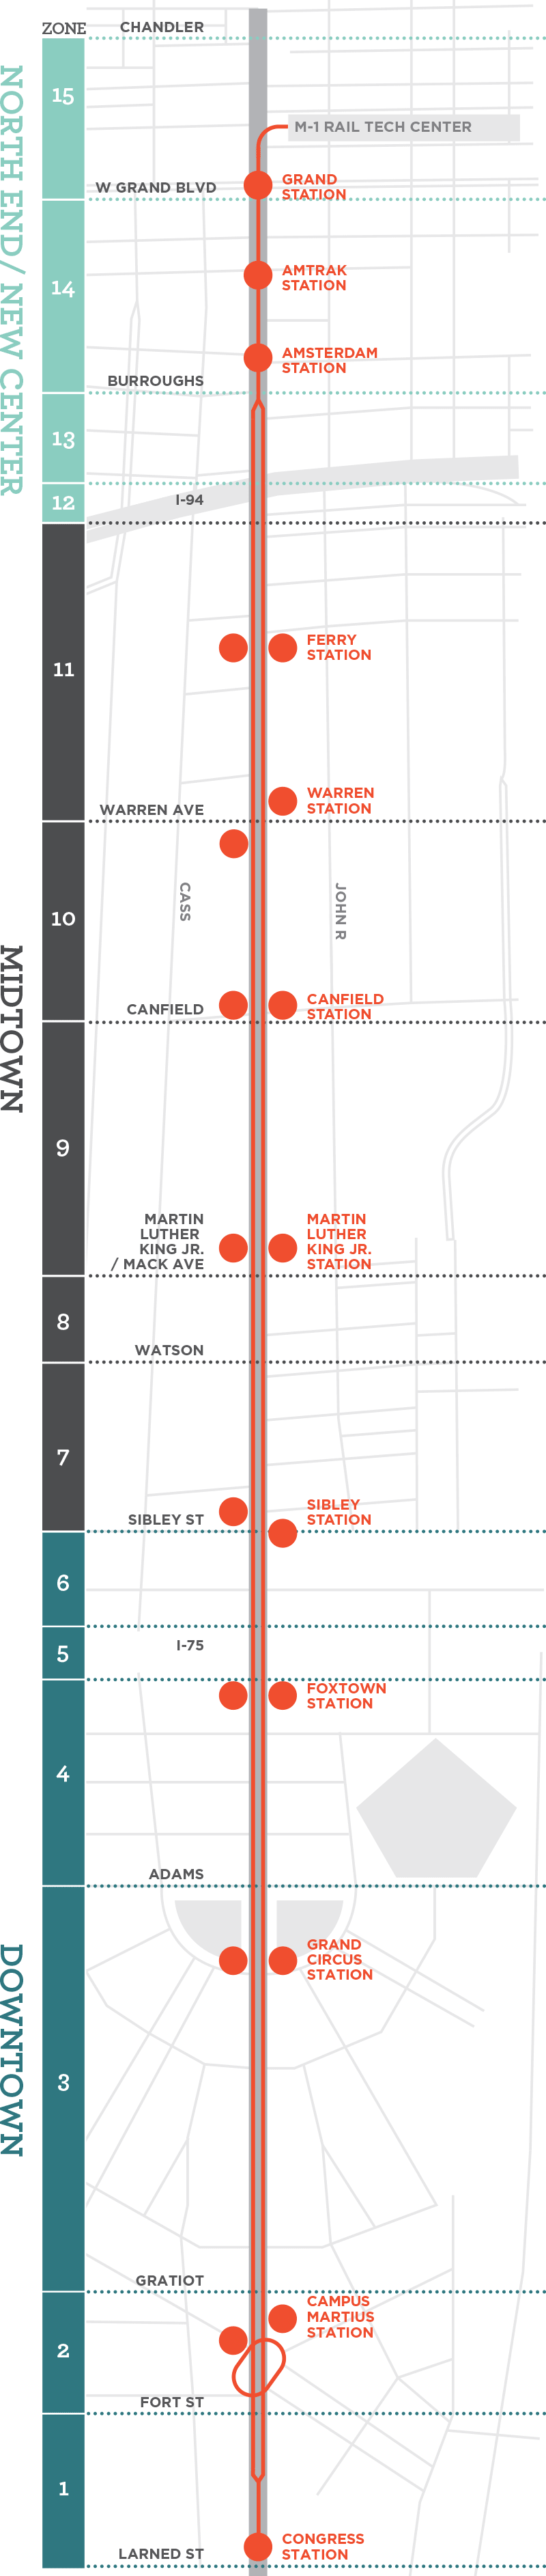 ZONE
CHANDLER
NORTH END/ NEW CENTER
15
M-1 RAIL TECH CENTER
W GRAND BLVD
GRAND
STATION
14
AMTRAK
STATION
AMSTERDAM
STATION
BURROUGHS
13
12
I-94
MIDTOWN
11
FERRY
STATION
WARREN
STATION
WARREN AVE
10
CASS
JOHN R
CANFIELD
CANFIELD
STATION
9
MARTIN
LUTHER
KING JR.
/ MACK AVE
MARTIN
LUTHER
KING JR.
STATION
8
WATSON
7
SIBLEY ST
SIBLEY
STATION
DOWNTOWN
6
5
I-75
FOXTOWN
STATION
4
ADAMS
GRAND
CIRCUS
STATION
3
GRATIOT
CAMPUS
MARTIUS
STATION
2
FORT ST
1
LARNED ST
CONGRESS
STATION